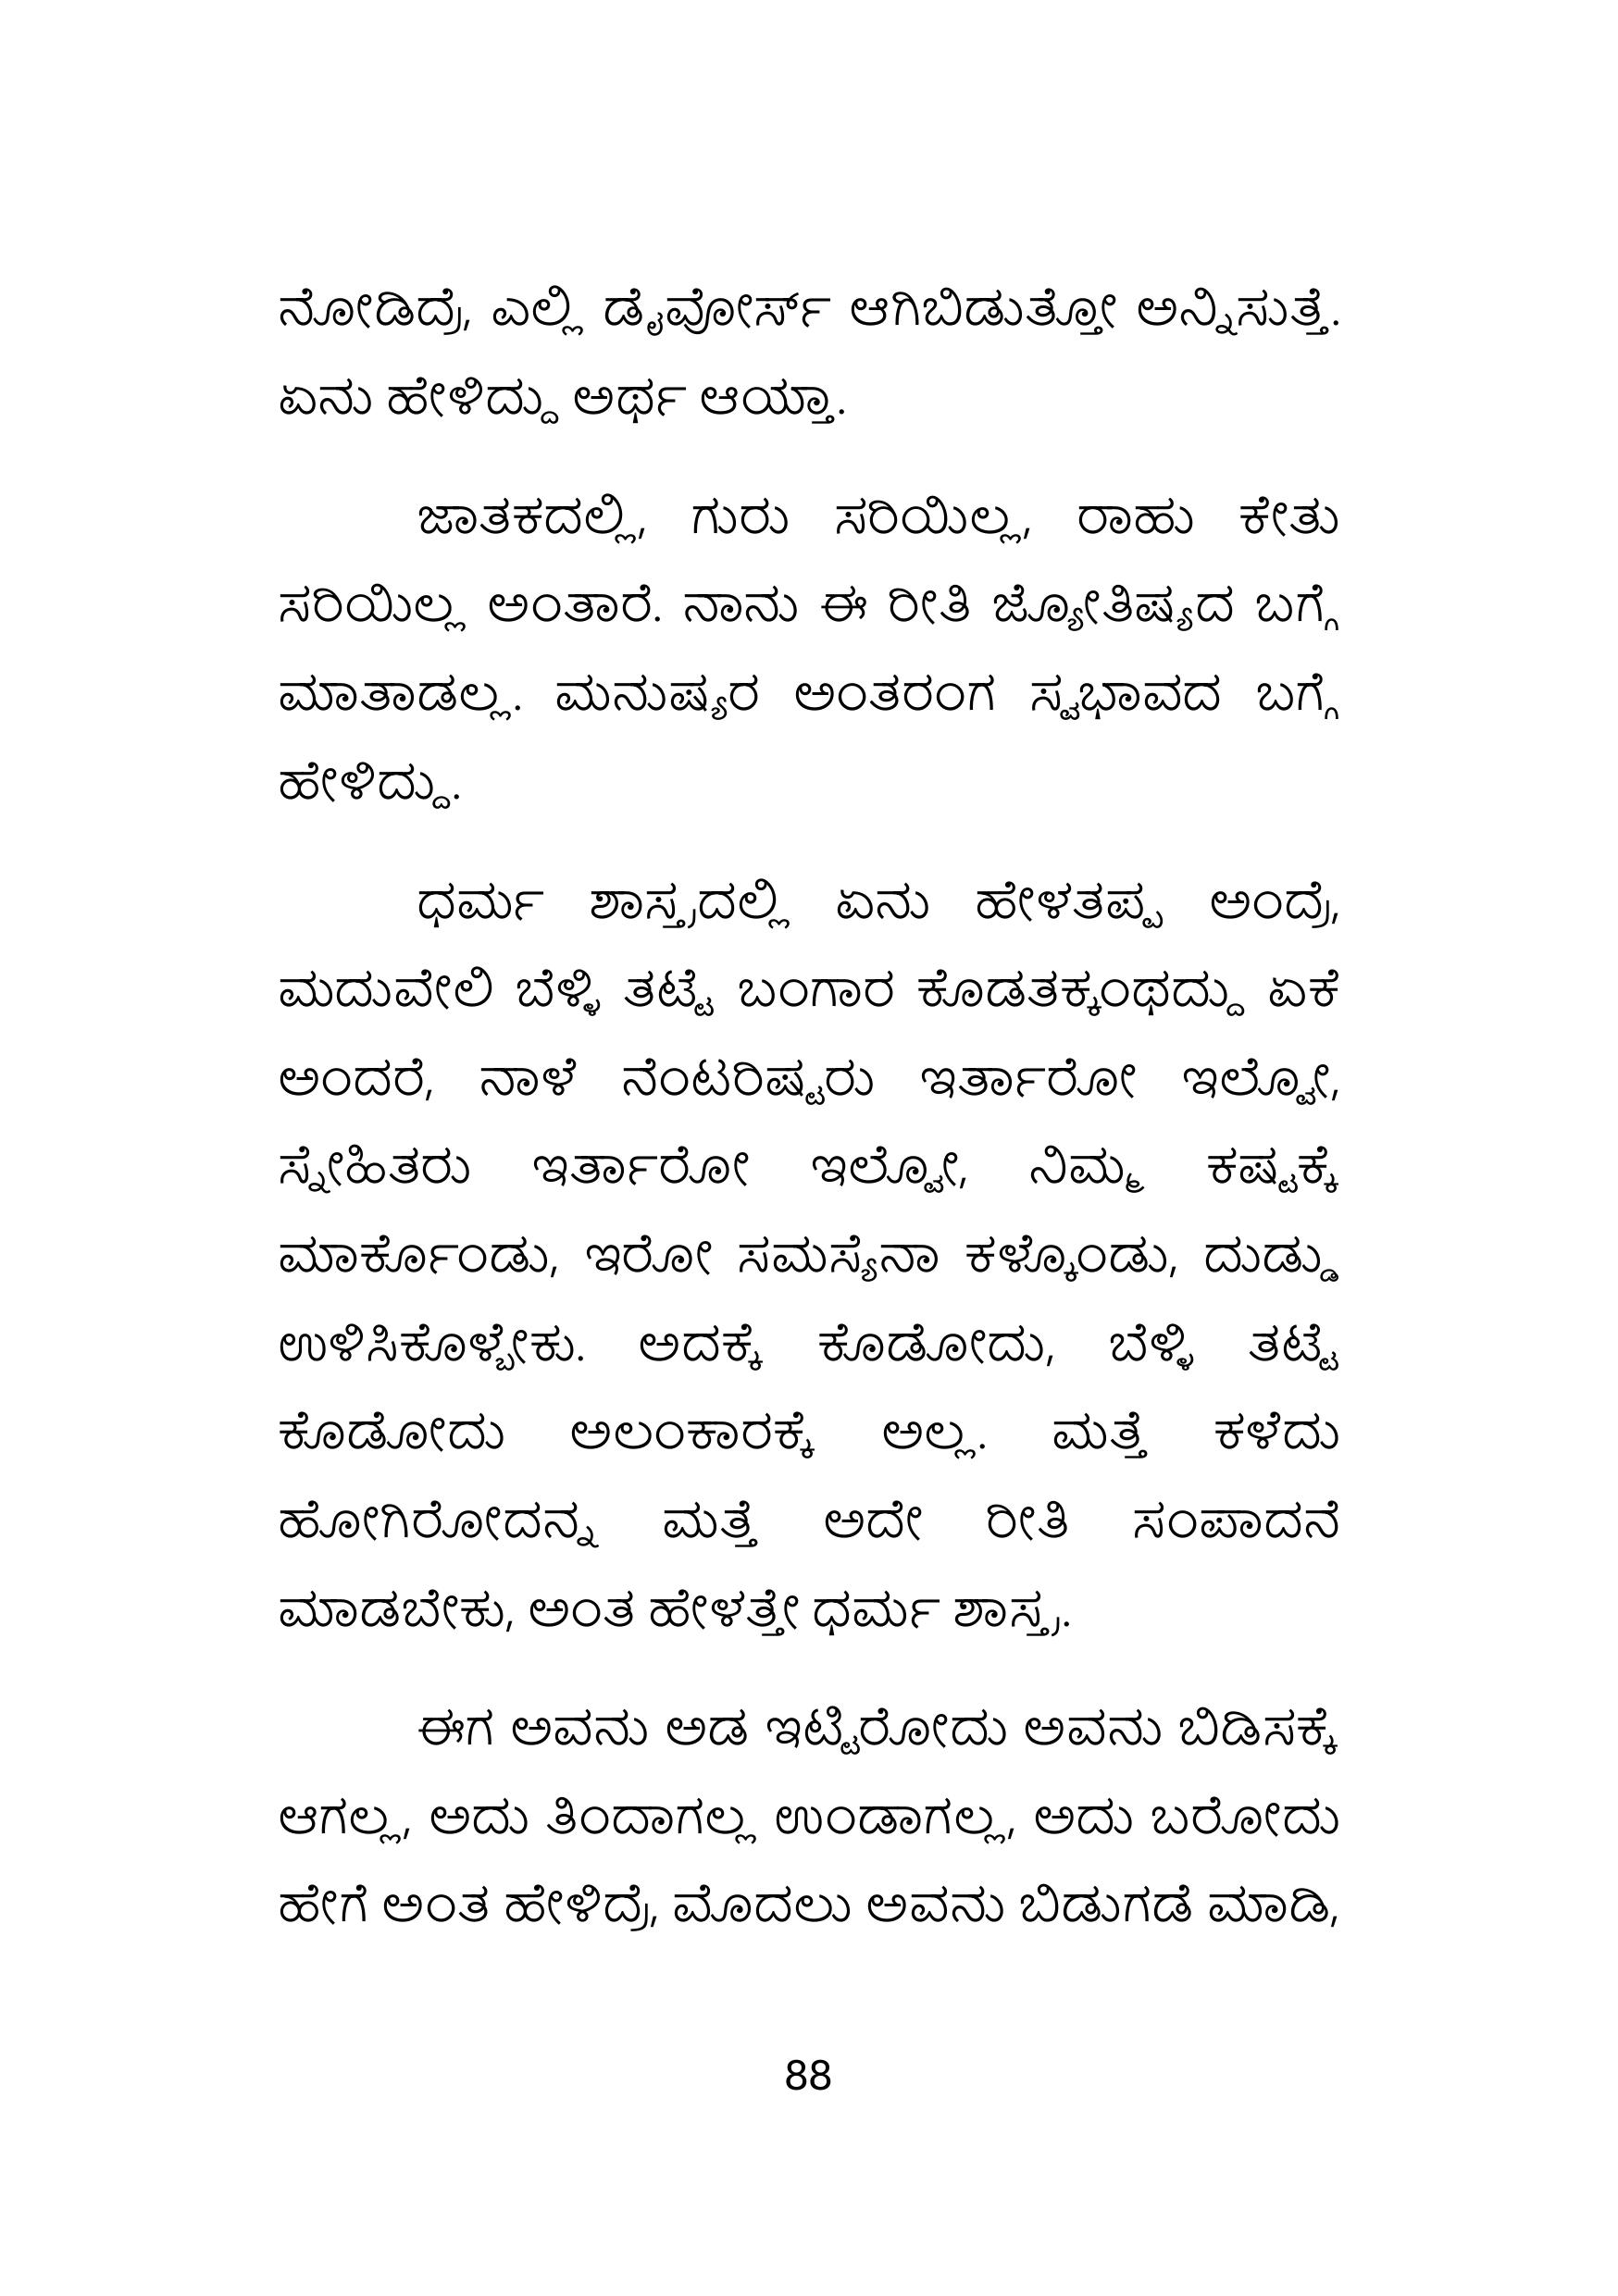 ನೋಡಿದ್ರೆ, ಎಲ್ಲಿ ಡೈವೋರ್ಸ್ ಆಗಿಬಿಡುತ್ತೋ ಅನ್ನಿಸುತ್ತೆ.
ಏನು ಹೇಳಿದ್ದು ಅರ್ಥ ಆಯ್ತಾ.
ಜಾತಕದಲ್ಲಿ, ಗುರು ಸರಿಯಿಲ್ಲ, ರಾಹು ಕೇತು
ಸರಿಯಿಲ್ಲ ಅಂತಾರೆ. ನಾನು ಈ ರೀತಿ ಜ್ಯೋತಿಷ್ಯದ ಬಗ್ಗೆ
ಮಾತಾಡಲ್ಲ. ಮನುಷ್ಯರ ಅಂತರಂಗ ಸ್ವಭಾವದ ಬಗ್ಗೆ
ಹೇಳಿದ್ದು.
ಧರ್ಮ ಶಾಸ್ತ್ರದಲ್ಲಿ ಏನು ಹೇಳತಪ್ಪ ಅಂದ್ರೆ,
ಮದುವೇಲಿ ಬೆಳ್ಳಿ ತಟ್ಟೆ ಬಂಗಾರ ಕೊಡತಕ್ಕಂಥದ್ದು ಏಕೆ
ಅಂದರೆ, ನಾಳೆ ನೆಂಟರಿಷ್ಟರು ಇರ್ತಾರೋ ಇಲ್ವೋ,
ಸ್ನೇಹಿತರು ಇರ್ತಾರೋ ಇಲ್ವೋ, ನಿಮ್ಮ ಕಷ್ಟಕ್ಕೆ
ಮಾರ್ಕೊಂಡು, ಇರೋ ಸಮಸ್ಯೆನಾ ಕಳ್ಕೊಂಡು, ದುಡ್ಡು
ಉಳಿಸಿಕೊಳ್ಬೇಕು. ಅದಕ್ಕೆ ಕೊಡೋದು, ಬೆಳ್ಳಿ ತಟ್ಟೆ
ಕೊಡೋದು ಅಲಂಕಾರಕ್ಕೆ ಅಲ್ಲ. ಮತ್ತೆ ಕಳೆದು
ಹೋಗಿರೋದನ್ನ ಮತ್ತೆ ಅದೇ ರೀತಿ ಸಂಪಾದನೆ
ಮಾಡಬೇಕು, ಅಂತ ಹೇಳತ್ತೇ ಧರ್ಮ ಶಾಸ್ತ್ರ.
ಈಗ ಅವನು ಅಡ ಇಟ್ಟಿರೋದು ಅವನು ಬಿಡಿಸಕ್ಕೆ
ಆಗಲ್ಲ, ಅದು ತಿಂದಾಗಲ್ಲ ಉಂಡಾಗಲ್ಲ, ಅದು ಬರೋದು
ಹೇಗೆ ಅಂತ ಹೇಳಿದ್ರೆ, ಮೊದಲು ಅವನು ಬಿಡುಗಡೆ ಮಾಡಿ,
88